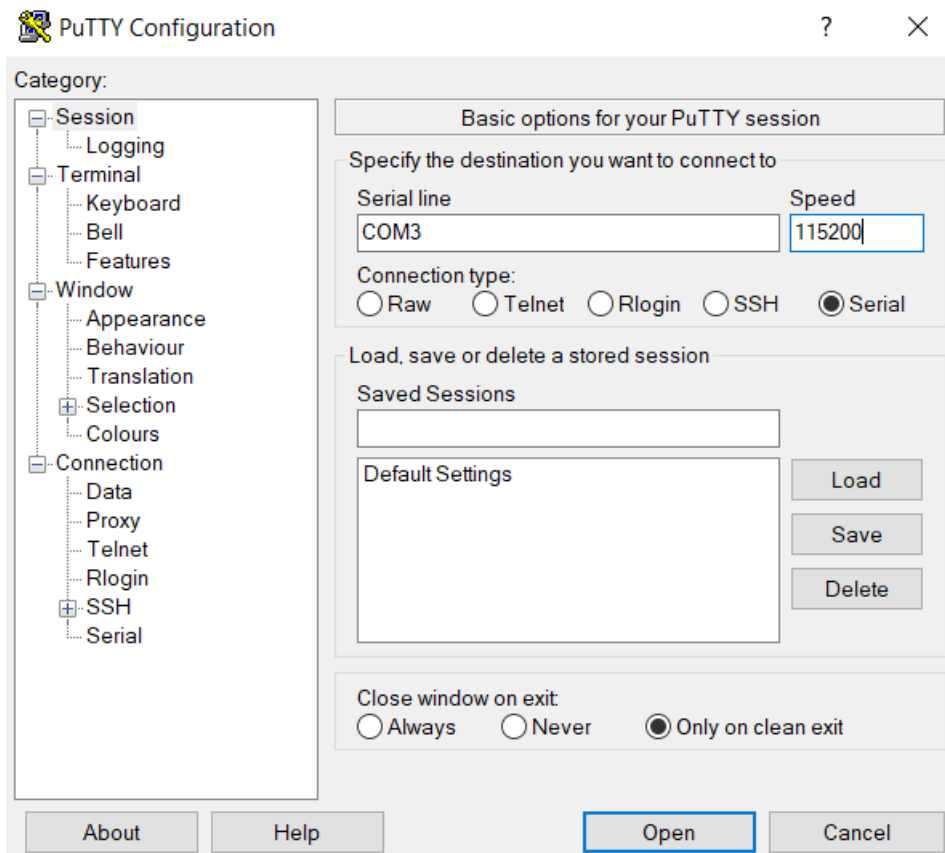 PuTTY Configuration
?
Category:
Session
Logging
Terminal
Keyboard
Bell
Features
Window
Appearance
Behaviour
Translation
Selection
Colours
Connection
Data
Proxy
Telnet
Rlogin
SSH
Serial
Basic options for your PuTTY session
Specify the destination you want to connect to
Serial line Speed
COM3 115200
Connection type:
Raw Telnet Rlogin SSH Serial
Load, save or delete a stored session
Saved Sessions
Default Settings
Load
Save
Delete
Close window on exit:
Always Never Only on clean exit
About Help Open Cancel